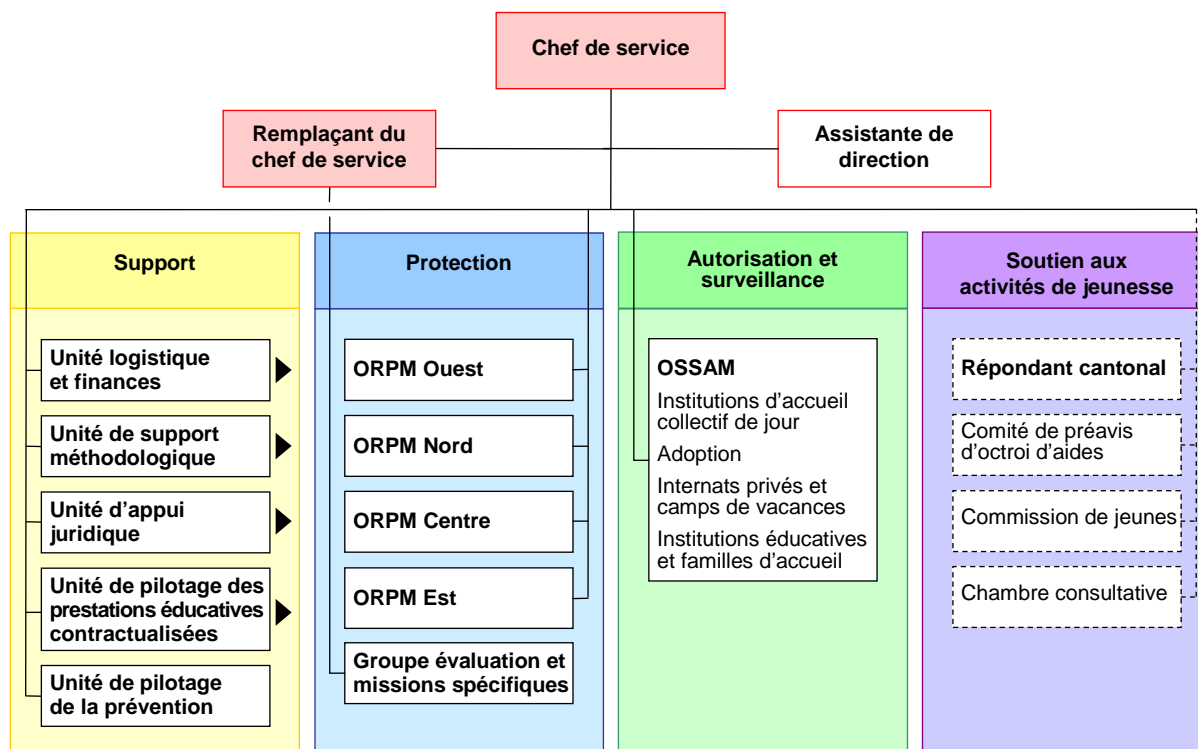 Chef de service
Remplaçant du
chef de service
Assistante de
direction
Support
Unité logistique
et finances
Unité de support
méthodologique
Unité d'appui
juridique
Unité de pilotage des
prestations éducatives
contractualisées
Unité de pilotage
de la prévention
Protection
ORPM Ouest
ORPM Nord
ORPM Centre
ORPM Est
Groupe évaluation et
missions spécifiques
Autorisation et
surveillance
OSSAM
Institutions d'accueil
collectif de jour
Adoption
Internats privés et
camps de vacances
Institutions éducatives
et familles d'accueil
Soutien aux
activités de jeunesse
Répondant cantonal
Comité de préavis
d'octroi d'aides
Commission de jeunes
Chambre consultative